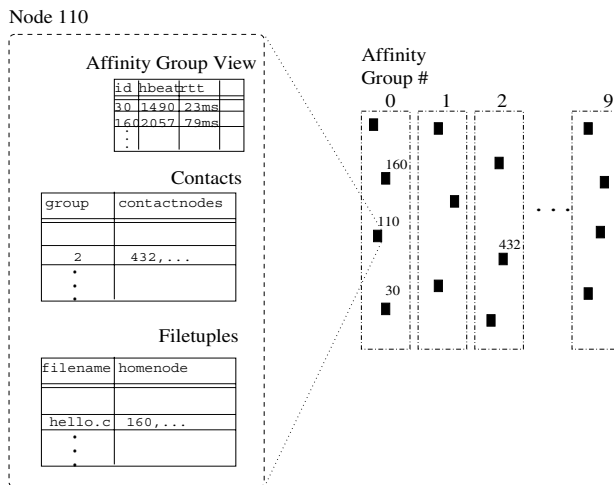 Node 110
Affinity Group View
id hbeat rtt
30 1490 23ms
160 2057 79ms
Contacts
group contactnodes
2 432,...
Filetuples
filename homenode
hello.c 160,...
Affinity
Group #
0 1 2 9
160
110
432
30
. . .